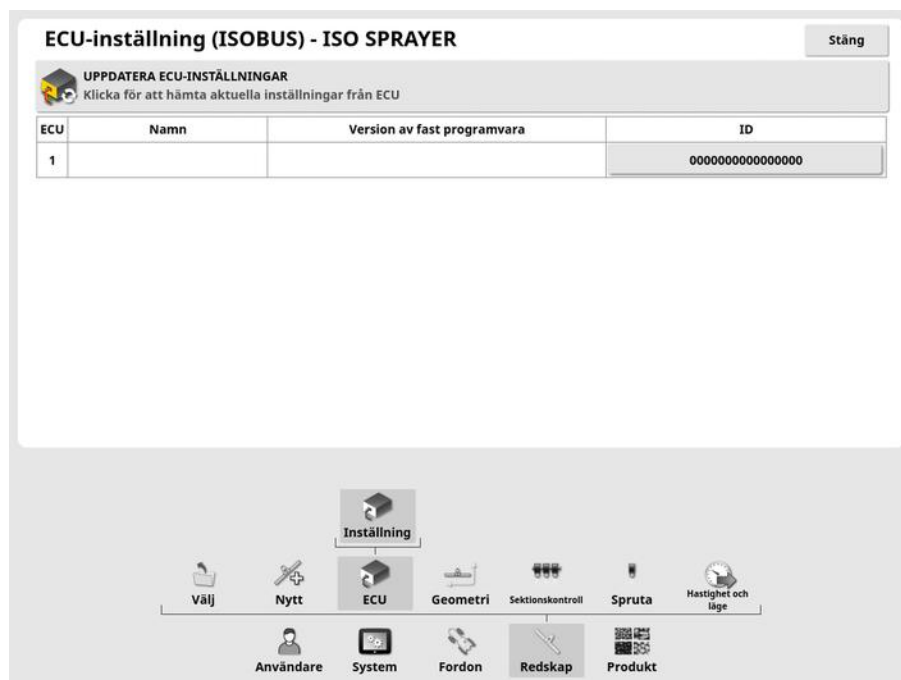 ECU-inställning (ISOBUS) - ISO SPRAYER
Stäng
UPPDATERA ECU-INSTÄLLNINGAR
Klicka för att hämta aktuella inställningar från ECU
ECU Namn Version av fast programvara ID
1 0000000000000000
Inställning
Välj Nytt ECU Geometri Sektionskontroll Spruta Hastighet och
läge
Användare System Fordon Redskap Produkt